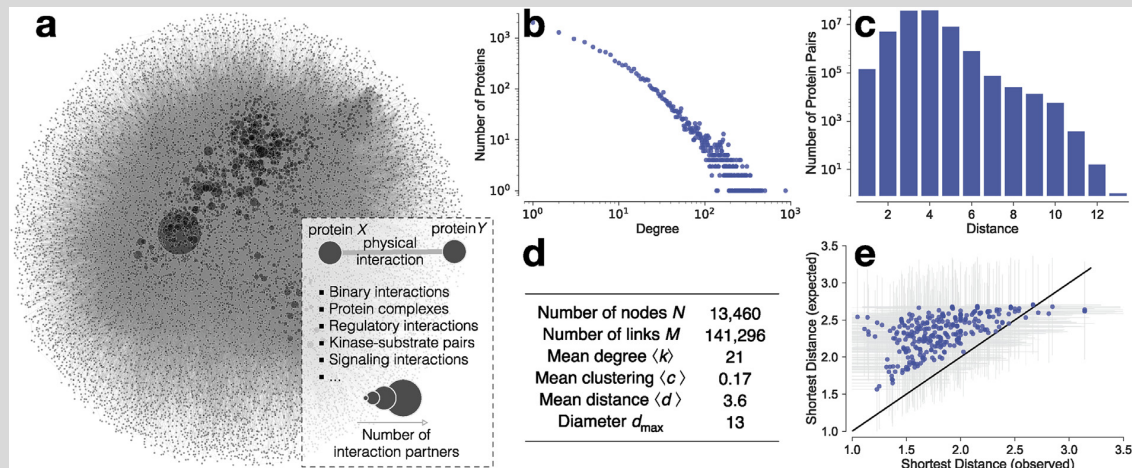 a
protein X
protein Y
physical
interaction
▪ Binary interactions
▪ Protein complexes
▪ Regulatory interactions
▪ Kinase-substrate pairs
▪ Signaling interactions
▪ ...
Number of
interaction partners
b
Number of Proteins
10³
10²
10¹
10⁰
10⁰
10¹
10²
10³
Degree
c
Number of Protein Pairs
10⁷
10⁵
10³
10¹
2 4 6 8 10 12
Distance
d
Number of nodes N 13,460
Number of links M 141,296
Mean degree ⟨k⟩ 21
Mean clustering ⟨c⟩ 0.17
Mean distance ⟨d⟩ 3.6
Diameter dmax 13
e
Shortest Distance (expected)
3.5
3.0
2.5
2.0
1.5
1.0
1.0 1.5 2.0 2.5 3.0 3.5
Shortest Distance (observed)